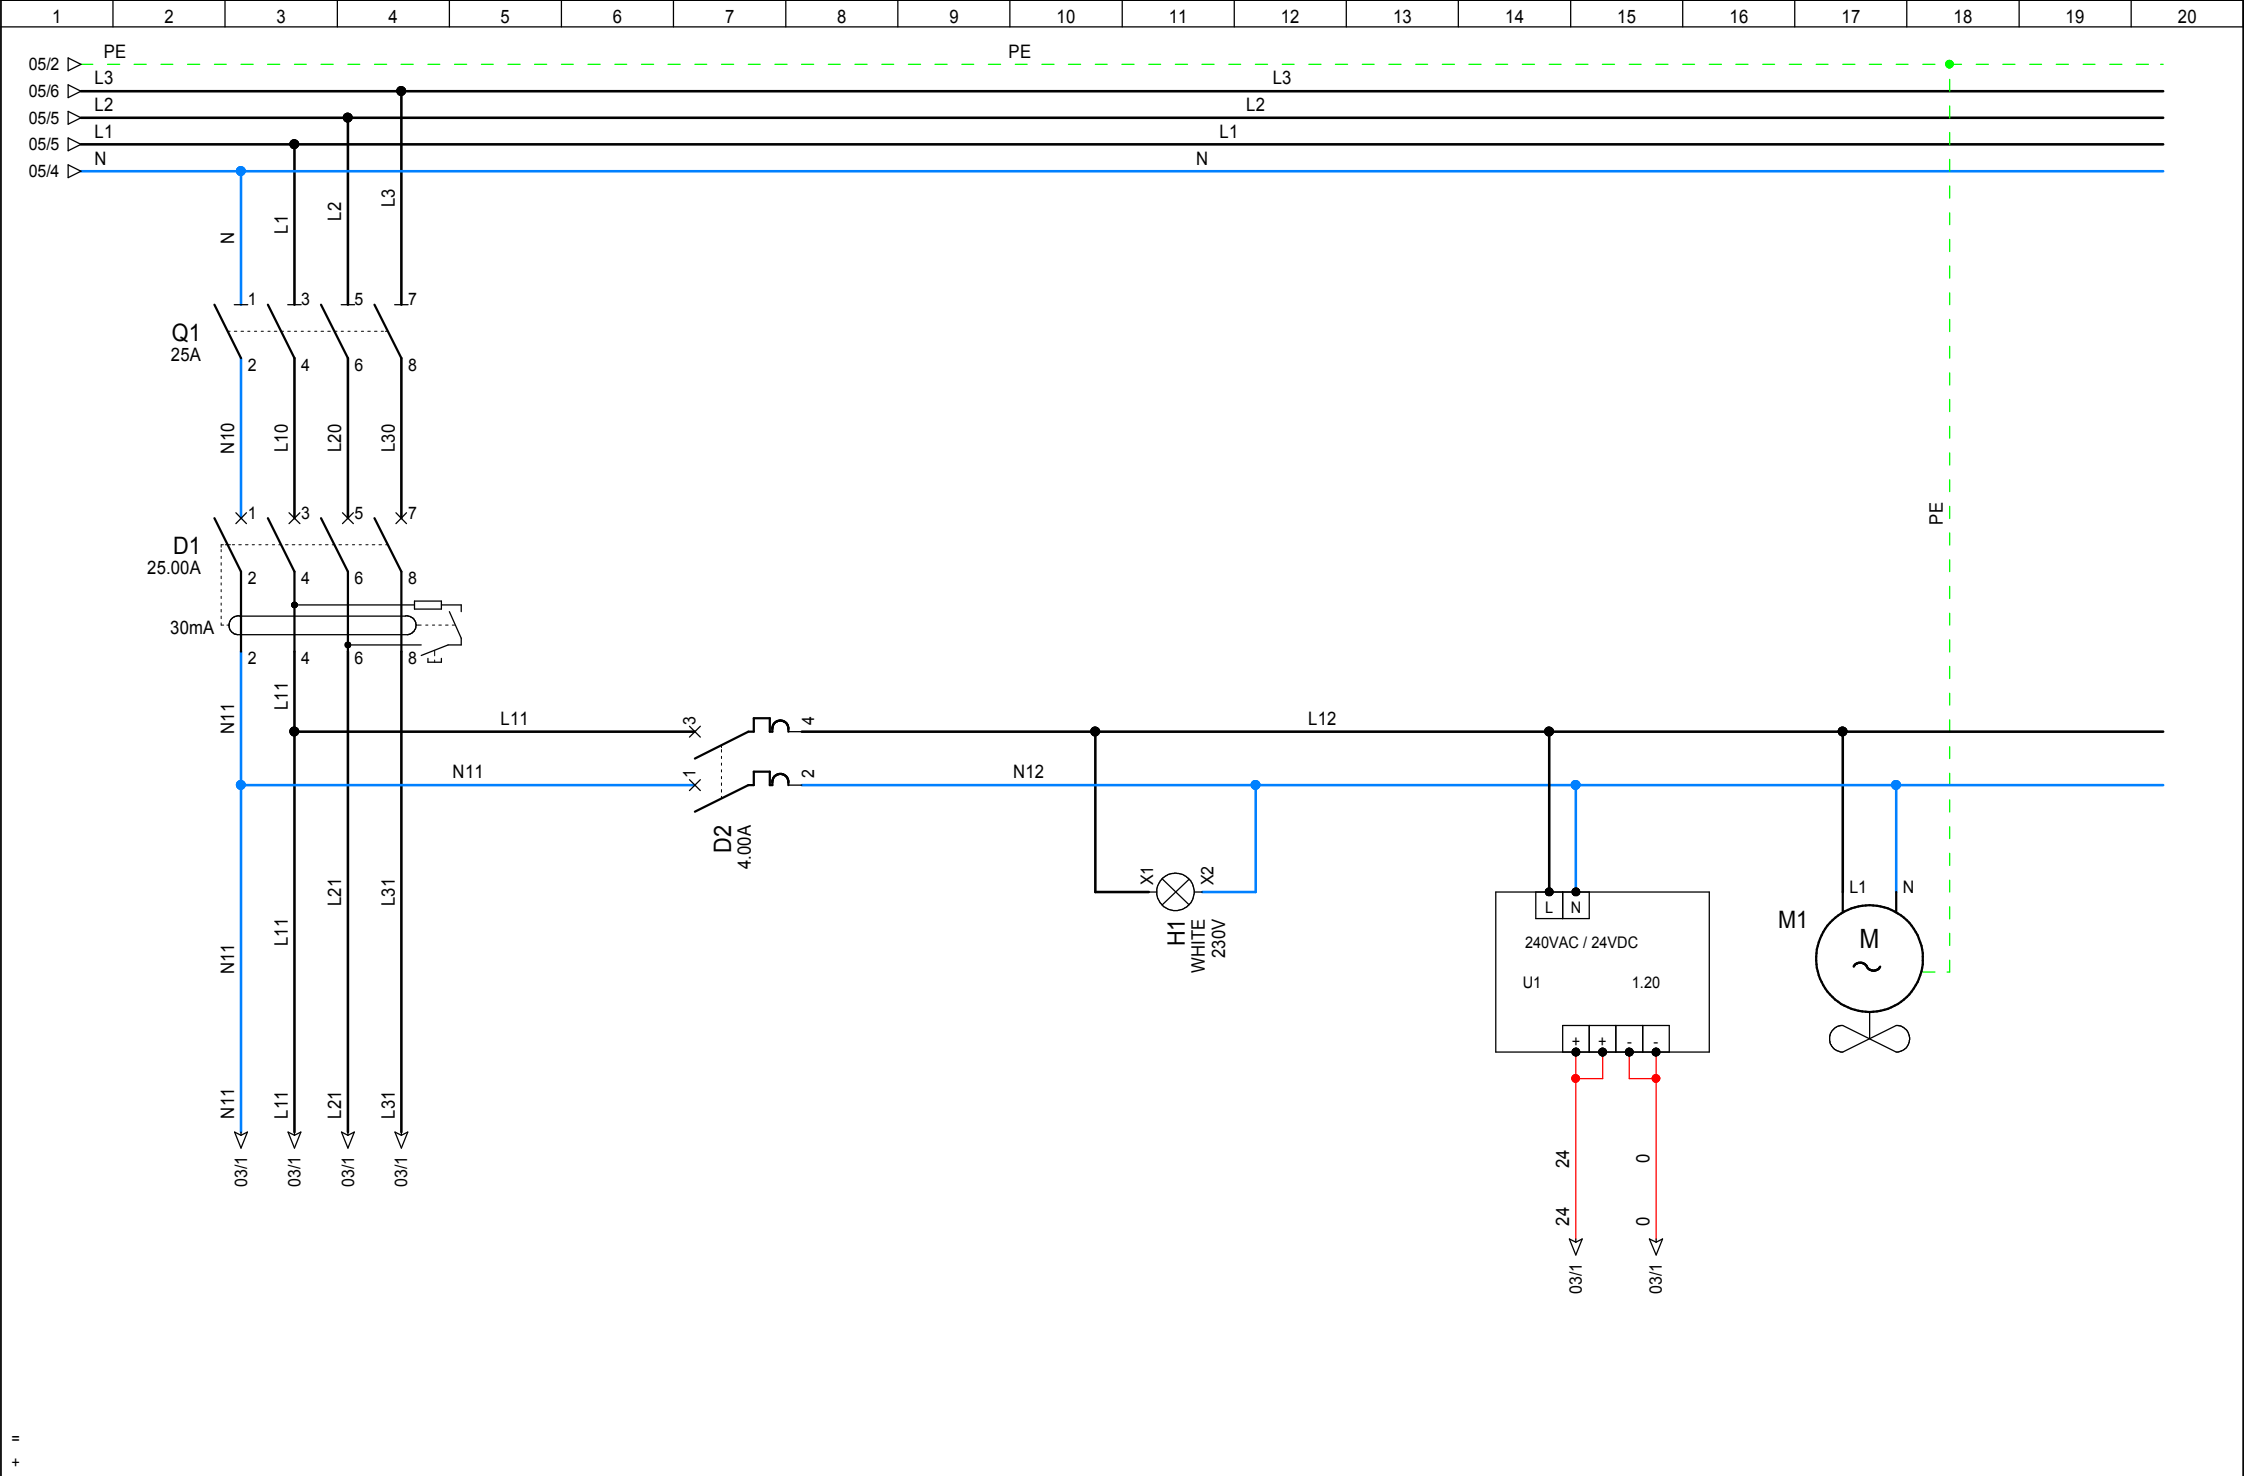 1 2 3 4 5 6 7 8 9 10 11 12 13 14 15 16 17 18 19 20
PE PE
05/2
L3 L3
05/6
L2 L2
05/5
L1 L1
05/5
N N
05/4
N L1 L2 L3
1 3 5 7
Q1
25A
2 4 6 8
N10 L10 L20 L30
1 3 5 7
D1
25.00A
2 4 6 8
30mA
2 4 6 8
PE
N11 L11
L11 3 4 L12
N11 1 2 N12
D2
4.00A
L21 L31
N11 L11
X1 X2
H1
WHITE
230V
L N
240VAC / 24VDC
U1 1.20
+ + - -
L1 N
M1
M
N11 L11 L21 L31
03/1 03/1 03/1 03/1
24 0
24 0
03/1 03/1
=
+